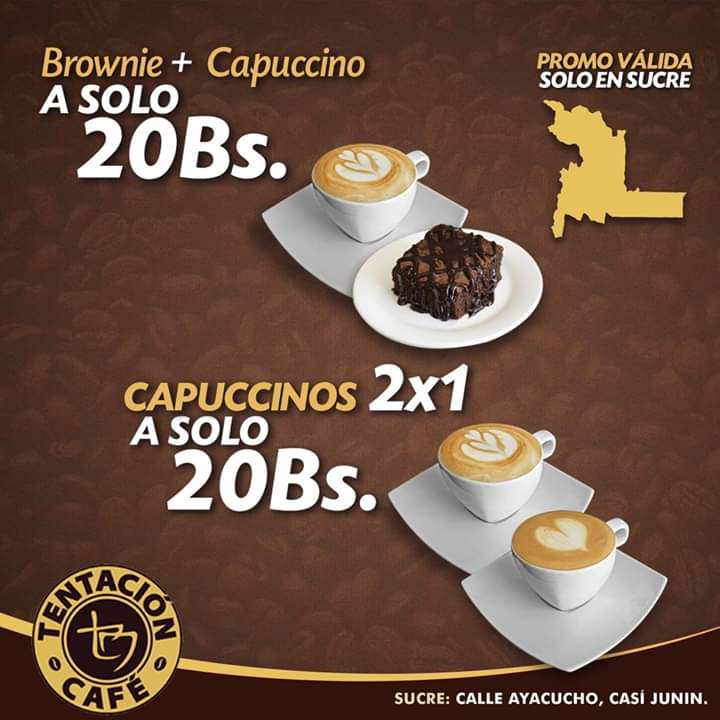 Brownie + Capuccino
A SOLO
20Bs.
PROMO VÁLIDA
SOLO EN SUCRE
CAPUCCINOS 2x1
A SOLO
20Bs.
TENTACIÓN
CAFÉ
SUCRE: CALLE AYACUCHO, CASÍ JUNIN.